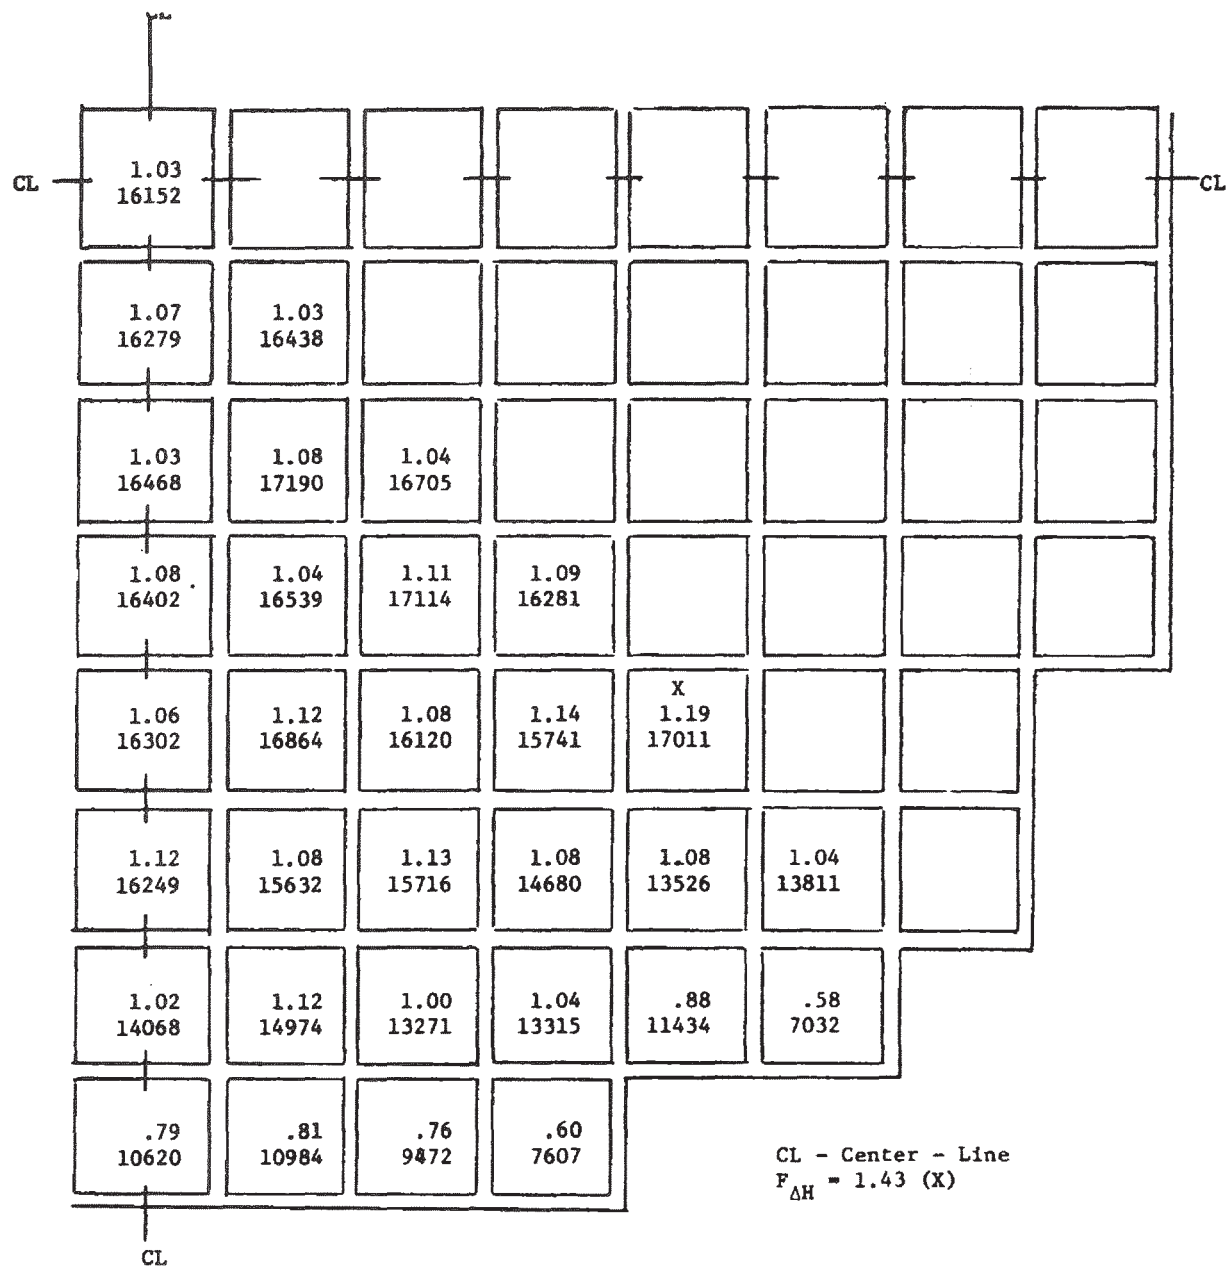 CL
1.03
16152
CL
CL
1.07 1.03
16279 16438
1.03 1.08 1.04
16468 17190 16705
1.08 1.04 1.11 1.09
16402 16539 17114 16281
X
1.06 1.12 1.08 1.14 1.19
16302 16864 16120 15741 17011
1.12 1.08 1.13 1.08 1.08 1.04
16249 15632 15716 14680 13526 13811
1.02 1.12 1.00 1.04 .88 .58
14068 14974 13271 13315 11434 7032
.79 .81 .76 .60
10620 10984 9472 7607
CL - Center - Line
FΔH = 1.43 (X)
CL